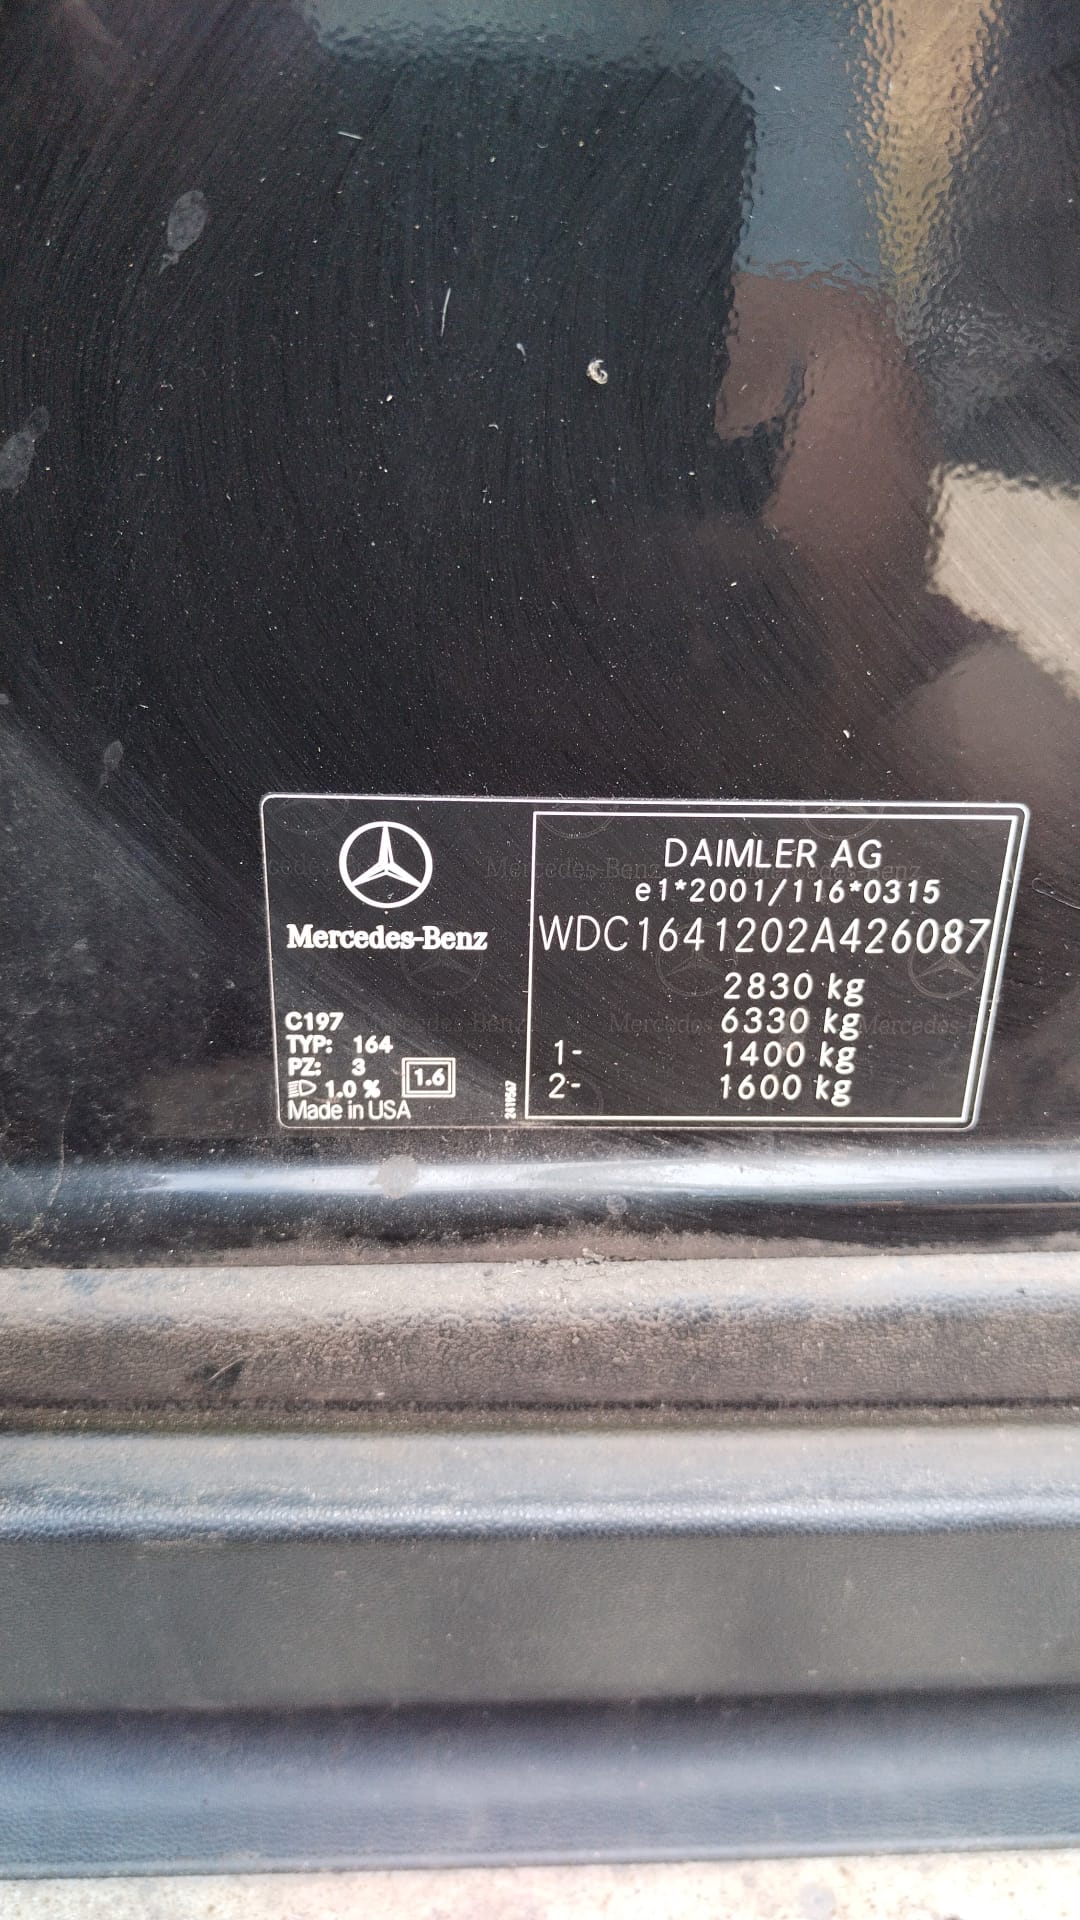 Mercedes-Benz
C197
TYP: 164
PZ: 3
1.0 %
1.6
Made in USA
2419567
DAIMLER AG
e1*2001/116*0315
WDC1641202A426087
2830 kg
6330 kg
1- 1400 kg
2- 1600 kg